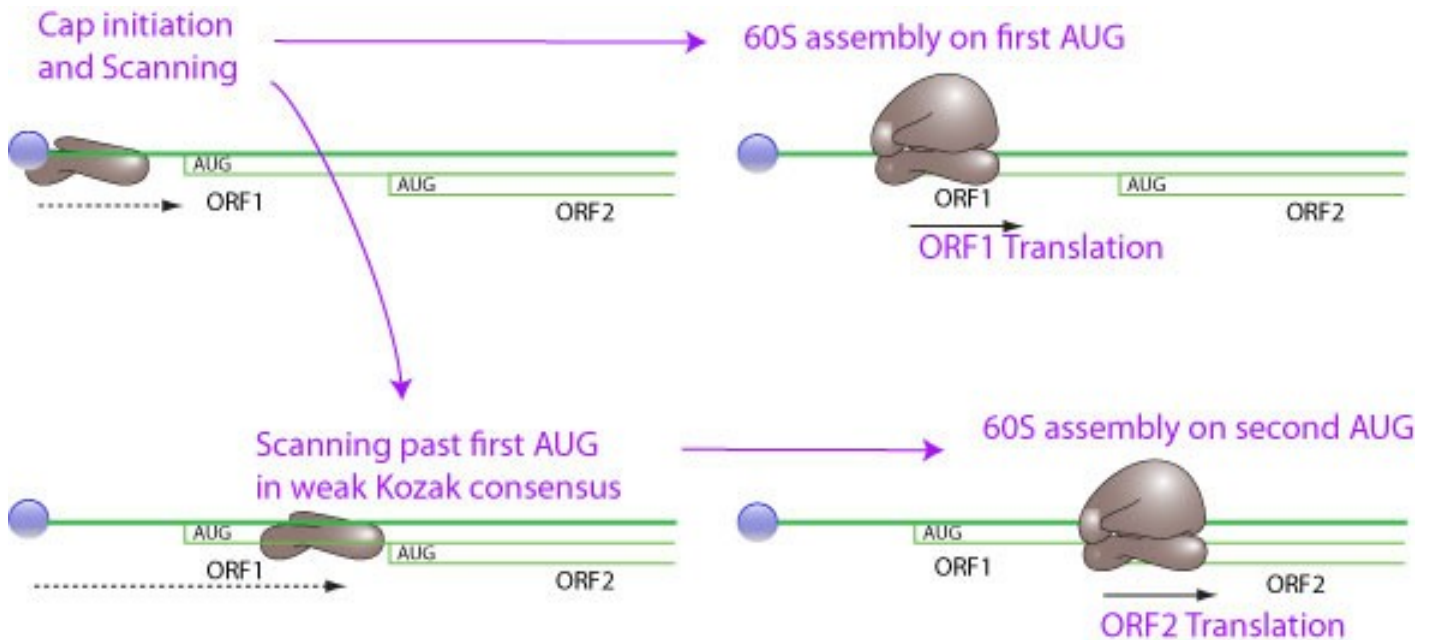 Cap initiation
and Scanning
60S assembly on first AUG
AUG
ORF1
AUG
ORF2
ORF1
AUG
ORF2
ORF1 Translation
Scanning past first AUG
in weak Kozak consensus
60S assembly on second AUG
AUG
ORF1
AUG
ORF2
AUG
ORF1
ORF2
ORF2 Translation